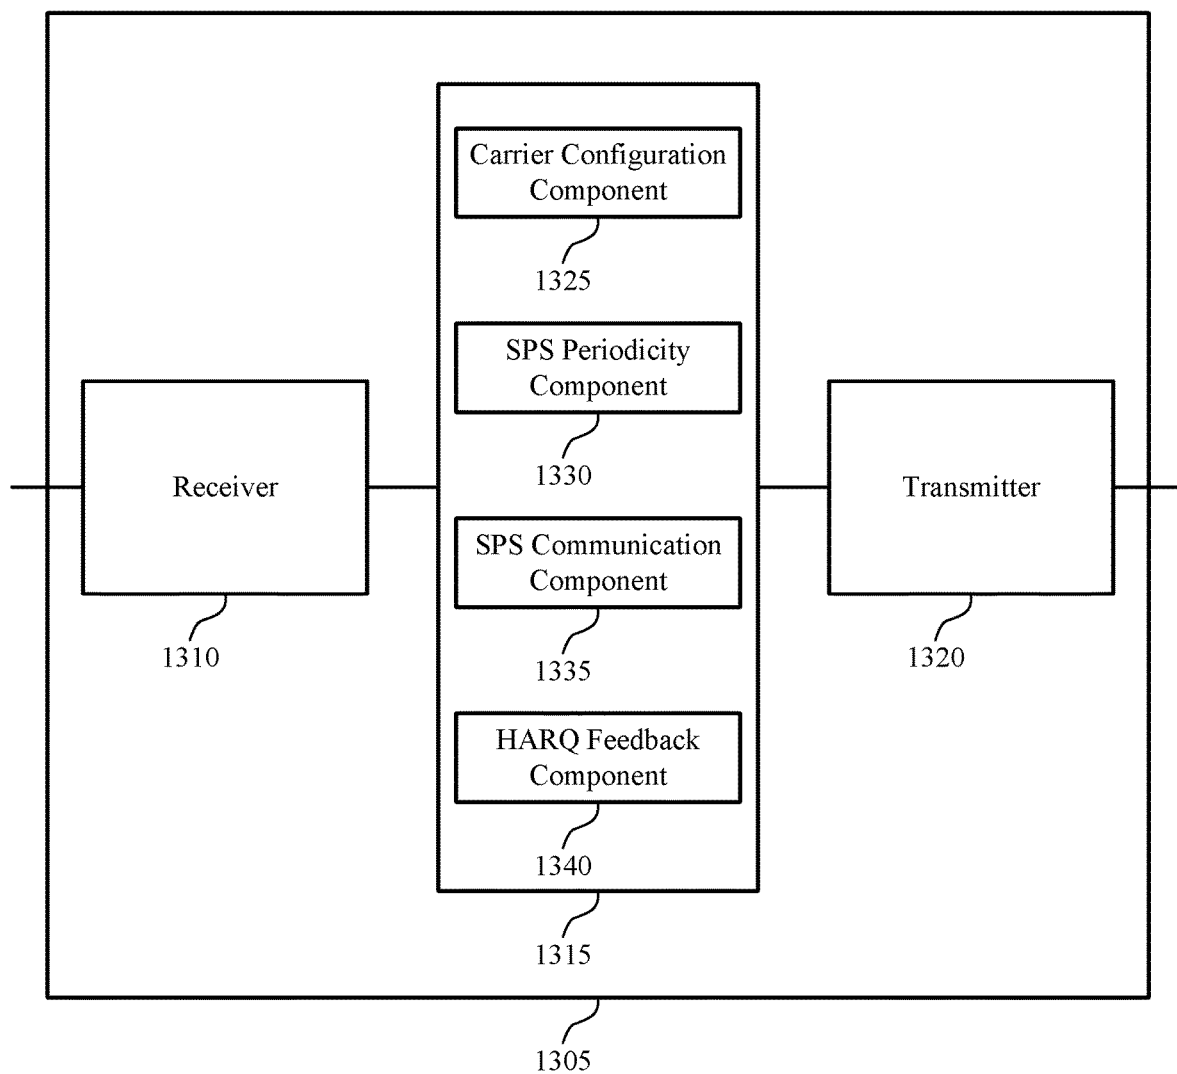 Carrier Configuration
Component
1325
SPS Periodicity
Component
1330
Receiver
1310
SPS Communication
Component
1335
Transmitter
1320
HARQ Feedback
Component
1340
1315
1305